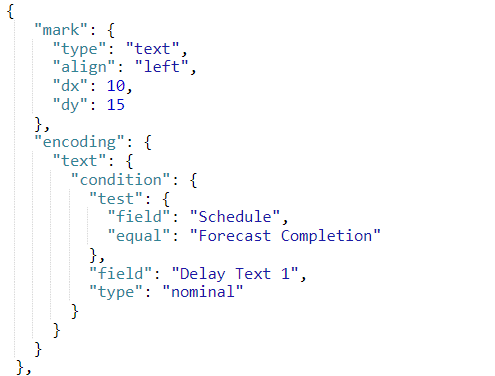 {
"mark": {
"type": "text",
"align": "left",
"dx": 10,
"dy": 15
},
"encoding": {
"text": {
"condition": {
"test": {
"field": "Schedule",
"equal": "Forecast Completion"
},
"field": "Delay Text 1",
"type": "nominal"
}
}
}
},